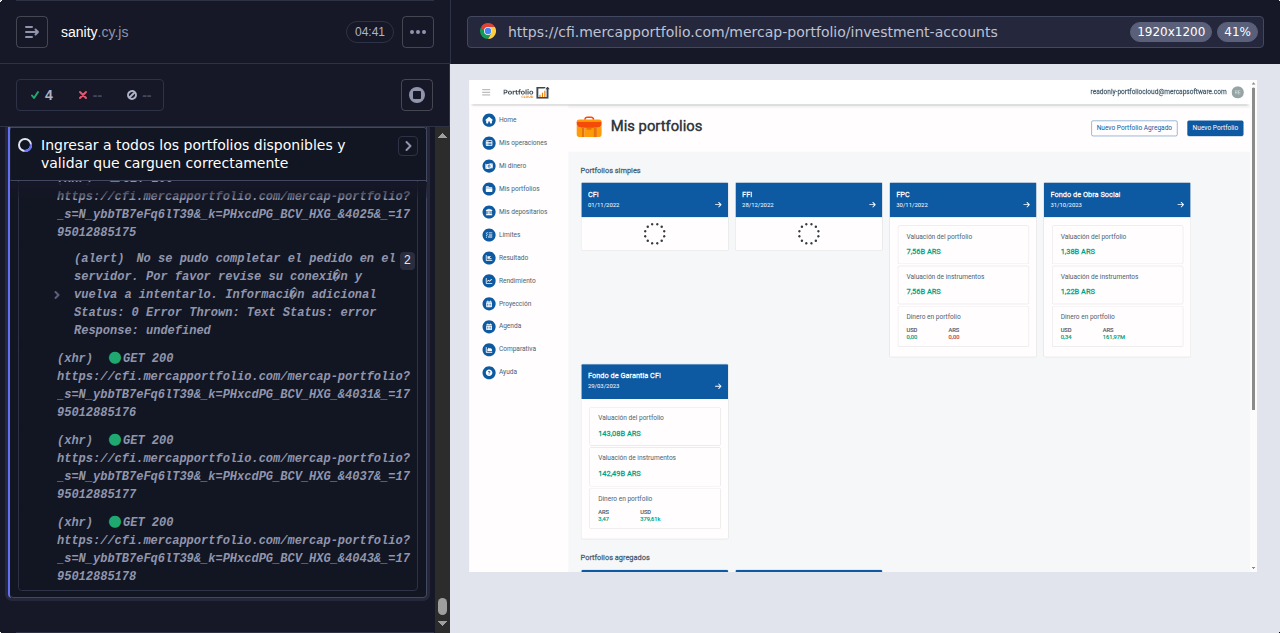 sanity.cy.js
04:41
4
--
--
Ingresar a todos los portfolios disponibles y
validar que carguen correctamente
https://cfi.mercapportfolio.com/mercap-portfolio?
_s=N_ybbTB7eFq6lT39&_k=PHxcdPG_BCV_HXG_&4025&_=17
95012885175
(alert) No se pudo completar el pedido en el
servidor. Por favor revise su conexi�n y
vuelva a intentarlo. Informaci�n adicional
Status: 0 Error Thrown: Text Status: error
Response: undefined
2
(xhr) GET 200
https://cfi.mercapportfolio.com/mercap-portfolio?
_s=N_ybbTB7eFq6lT39&_k=PHxcdPG_BCV_HXG_&4031&_=17
95012885176
(xhr) GET 200
https://cfi.mercapportfolio.com/mercap-portfolio?
_s=N_ybbTB7eFq6lT39&_k=PHxcdPG_BCV_HXG_&4037&_=17
95012885177
(xhr) GET 200
https://cfi.mercapportfolio.com/mercap-portfolio?
_s=N_ybbTB7eFq6lT39&_k=PHxcdPG_BCV_HXG_&4043&_=17
95012885178
https://cfi.mercapportfolio.com/mercap-portfolio/investment-accounts
1920x1200
41%
Portfolio
readonly-portfoliocloud@mercapsoftware.com
Home
Mis operaciones
Mi dinero
Mis portfolios
Mis depositarios
Límites
Resultado
Rendimiento
Proyección
Agenda
Comparativa
Ayuda
Mis portfolios
Nuevo Portfolio Agregado
Nuevo Portfolio
Portfolios simples
CFI
01/11/2022
FFI
28/12/2022
FPC
30/11/2022
Valuación del portfolio
7,56B ARS
Valuación de instrumentos
7,56B ARS
Dinero en portfolio
USD ARS
0,00 0,00
Fondo de Obra Social
31/10/2023
Valuación del portfolio
1,38B ARS
Valuación de instrumentos
1,22B ARS
Dinero en portfolio
USD ARS
0,34 161,97M
Fondo de Garantía CFI
29/03/2023
Valuación del portfolio
143,08B ARS
Valuación de instrumentos
142,49B ARS
Dinero en portfolio
ARS USD
3,47 379,61k
Portfolios agregados